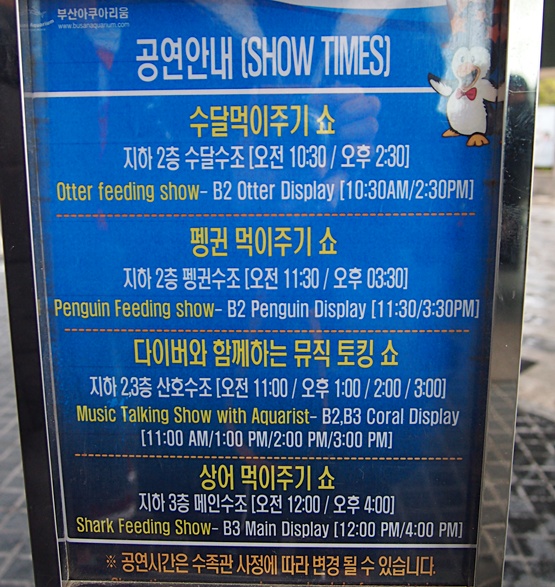 부산아쿠아리움
www.busanaquarium.com
공연안내 (SHOW TIMES)
수달먹이주기 쇼
지하 2층 수달수조 [오전 10:30 / 오후 2:30]
Otter feeding show- B2 Otter Display [10:30AM/2:30PM]
펭귄 먹이주기 쇼
지하 2층 펭귄수조 [오전 11:30 / 오후 03:30]
Penguin Feeding show- B2 Penguin Display [11:30/3:30PM]
다이버와 함께하는 뮤직 토킹 쇼
지하 2,3층 산호수조 [오전 11:00 / 오후 1:00 / 2:00 / 3:00]
Music Talking Show with Aquarist- B2,B3 Coral Display
[11:00 AM/1:00 PM/2:00 PM/3:00 PM]
상어 먹이주기 쇼
지하 3층 메인수조 [오전 12:00 / 오후 4:00]
Shark Feeding Show- B3 Main Display [12:00 PM/4:00 PM]
※ 공연시간은 수족관 사정에 따라 변경 될 수 있습니다.